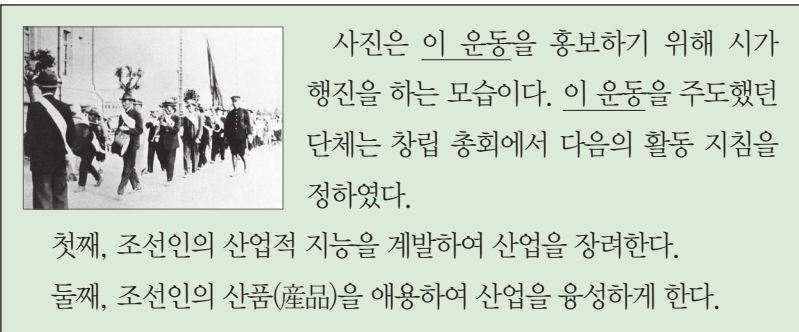 사진은 이 운동을 홍보하기 위해 시가
행진을 하는 모습이다. 이 운동을 주도했던
단체는 창립 총회에서 다음의 활동 지침을
정하였다.
첫째, 조선인의 산업적 지능을 계발하여 산업을 장려한다.
둘째, 조선인의 산품(産品)을 애용하여 산업을 융성하게 한다.